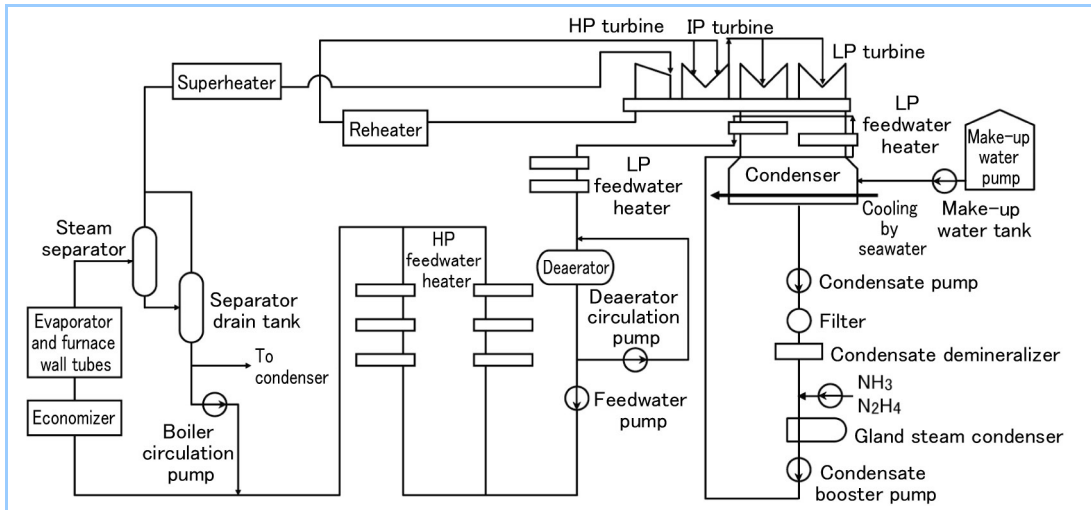 HP turbine
IP turbine
LP turbine
Superheater
Reheater
LP
feedwater
heater
Make-up
water
pump
LP
feedwater
heater
Condenser
Cooling
by
seawater
Make-up
water tank
Steam
separator
HP
feedwater
heater
Deaerator
Condensate pump
Separator
drain tank
Deaerator
circulation
pump
Filter
Evaporator
and furnace
wall tubes
To
condenser
Condensate demineralizer
NH3
N2H4
Economizer
Feedwater
pump
Boiler
circulation
pump
Gland steam condenser
Condensate
booster pump